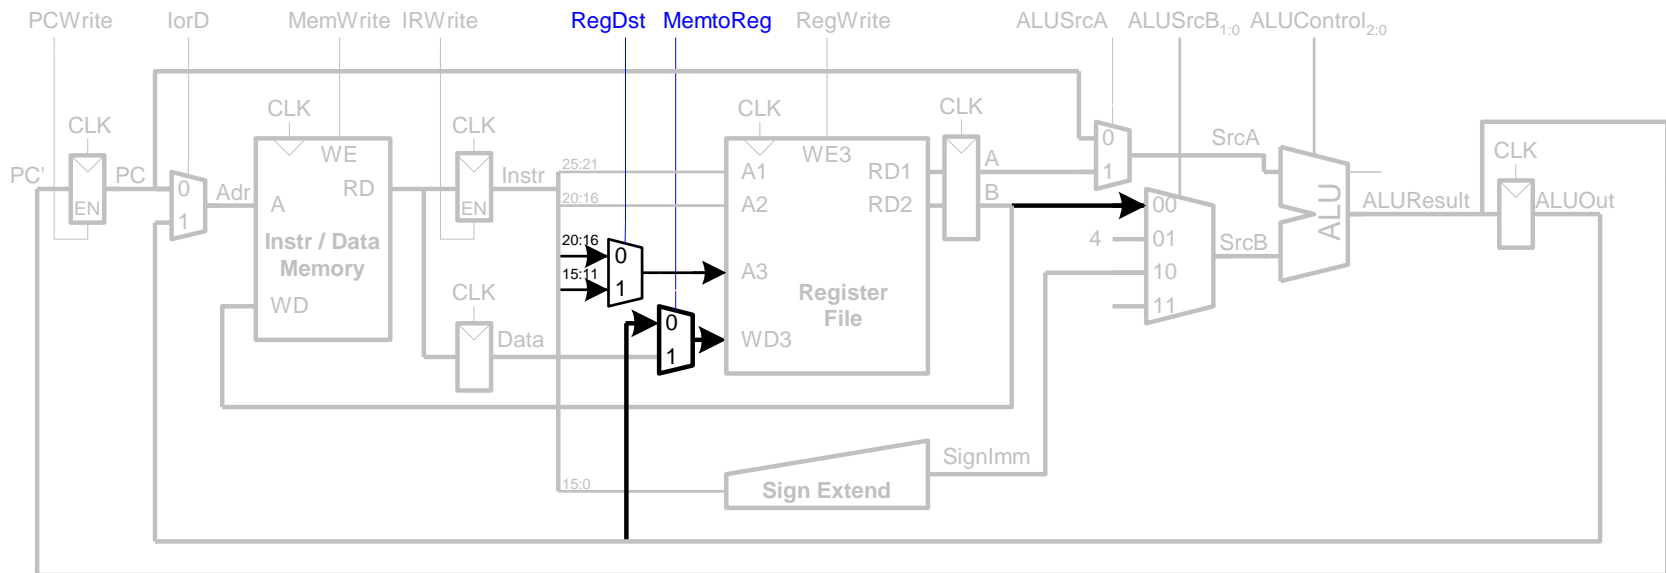 PCWrite IorD MemWrite IRWrite RegDst MemtoReg RegWrite ALUSrcA ALUSrcB1:0 ALUControl2:0
CLK CLK CLK
CLK CLK
SrcA
CLK
WE WE3
0
PC' PC 0 Adr RD Instr 25:21 A1 RD1 A 1
EN 1 A EN 20:16 A2 RD2 B 00 ALU ALUResult ALUOut
Instr / Data
Memory
20:16 0 4 01 SrcB
15:11 1 A3 10
CLK
Register
File
WD 11
0 WD3
Data 1
SignImm
15:0 Sign Extend